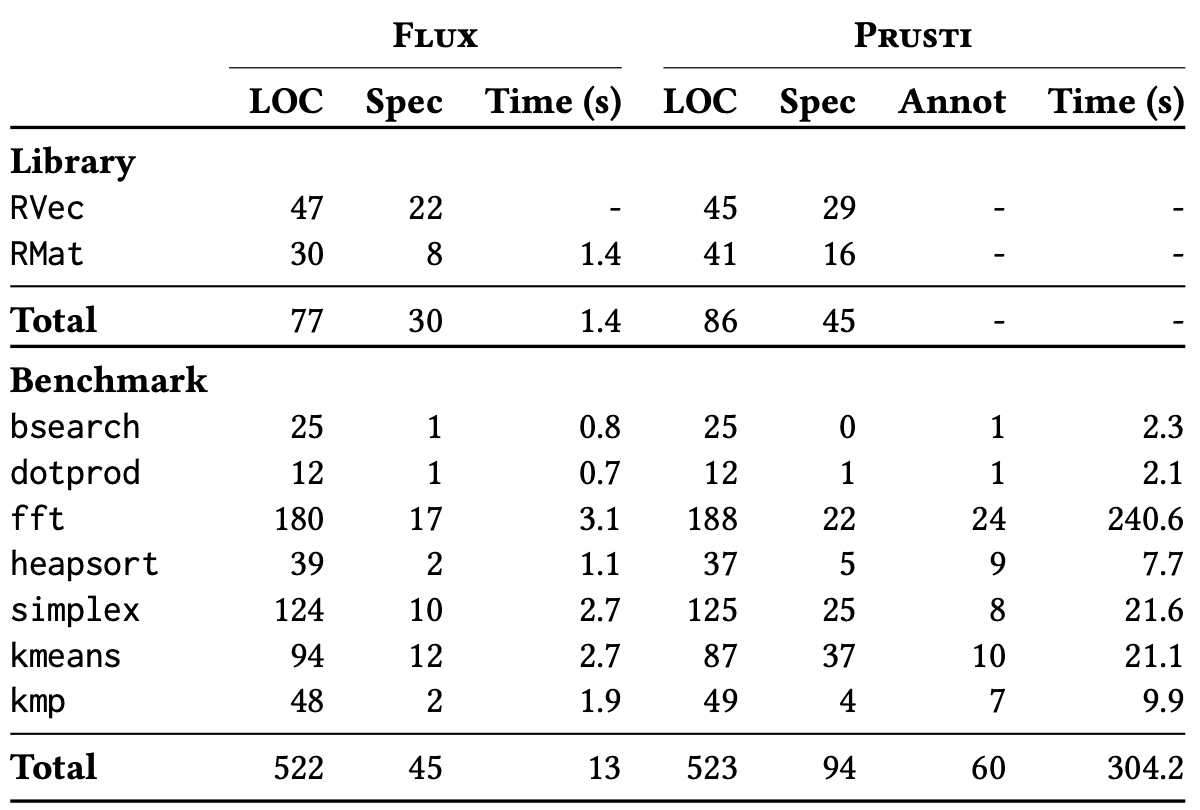 FLUX PRUSTI
LOC Spec Time (s) LOC Spec Annot Time (s)
Library
RVec 47 22 - 45 29 - -
RMat 30 8 1.4 41 16 - -
Total 77 30 1.4 86 45 - -
Benchmark
bsearch 25 1 0.8 25 0 1 2.3
dotprod 12 1 0.7 12 1 1 2.1
fft 180 17 3.1 188 22 24 240.6
heapsort 39 2 1.1 37 5 9 7.7
simplex 124 10 2.7 125 25 8 21.6
kmeans 94 12 2.7 87 37 10 21.1
kmp 48 2 1.9 49 4 7 9.9
Total 522 45 13 523 94 60 304.2